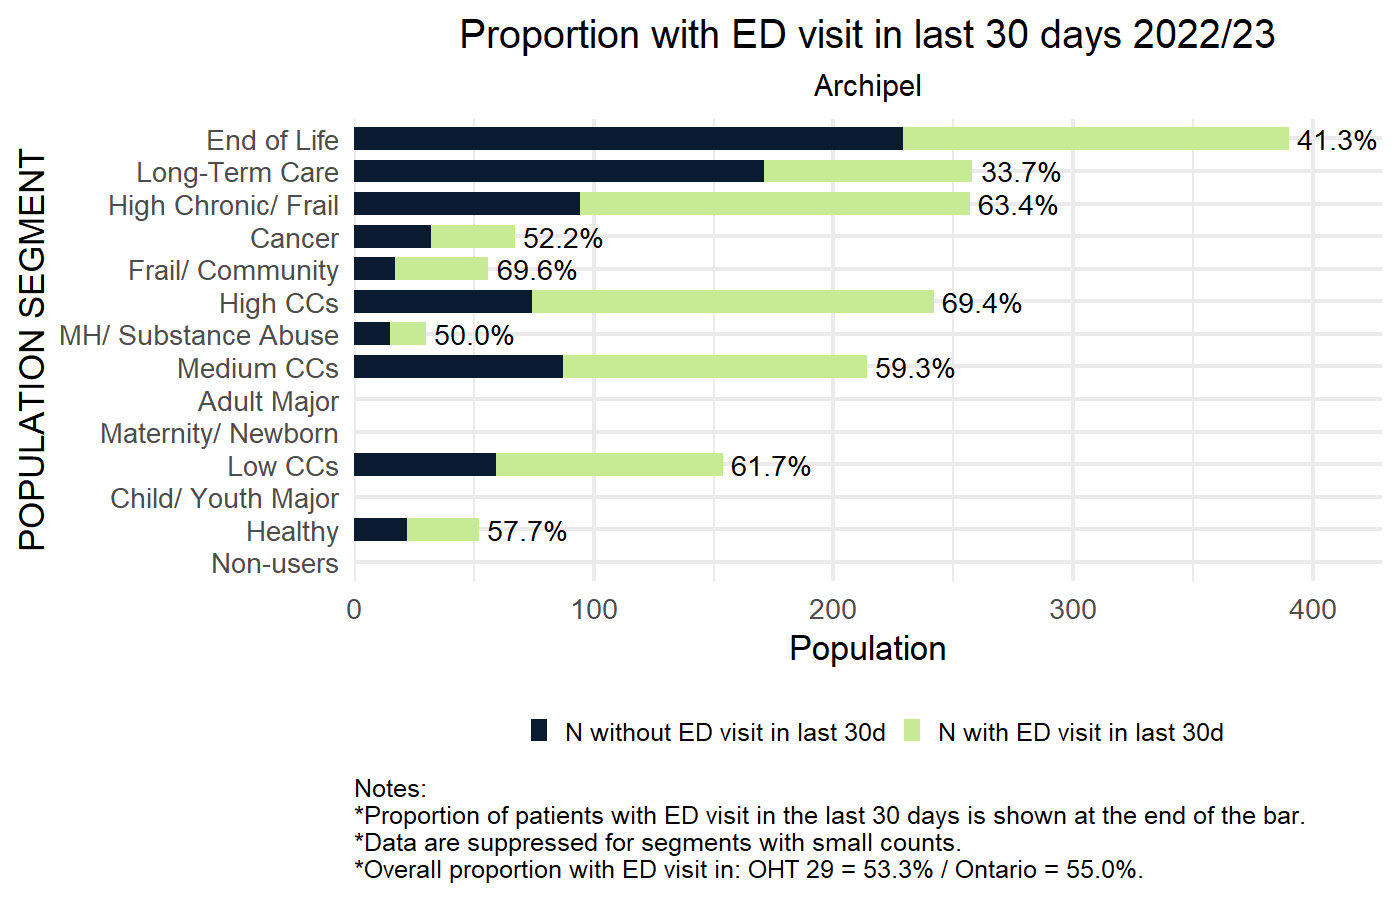 Proportion with ED visit in last 30 days 2022/23
Archipel
POPULATION SEGMENT
End of Life 41.3%
Long-Term Care 33.7%
High Chronic/ Frail 63.4%
Cancer 52.2%
Frail/ Community 69.6%
High CCs 69.4%
MH/ Substance Abuse 50.0%
Medium CCs 59.3%
Adult Major
Maternity/ Newborn
Low CCs 61.7%
Child/ Youth Major
Healthy 57.7%
Non-users
0 100 200 300 400
Population
N without ED visit in last 30d N with ED visit in last 30d
Notes:
*Proportion of patients with ED visit in the last 30 days is shown at the end of the bar.
*Data are suppressed for segments with small counts.
*Overall proportion with ED visit in: OHT 29 = 53.3% / Ontario = 55.0%.